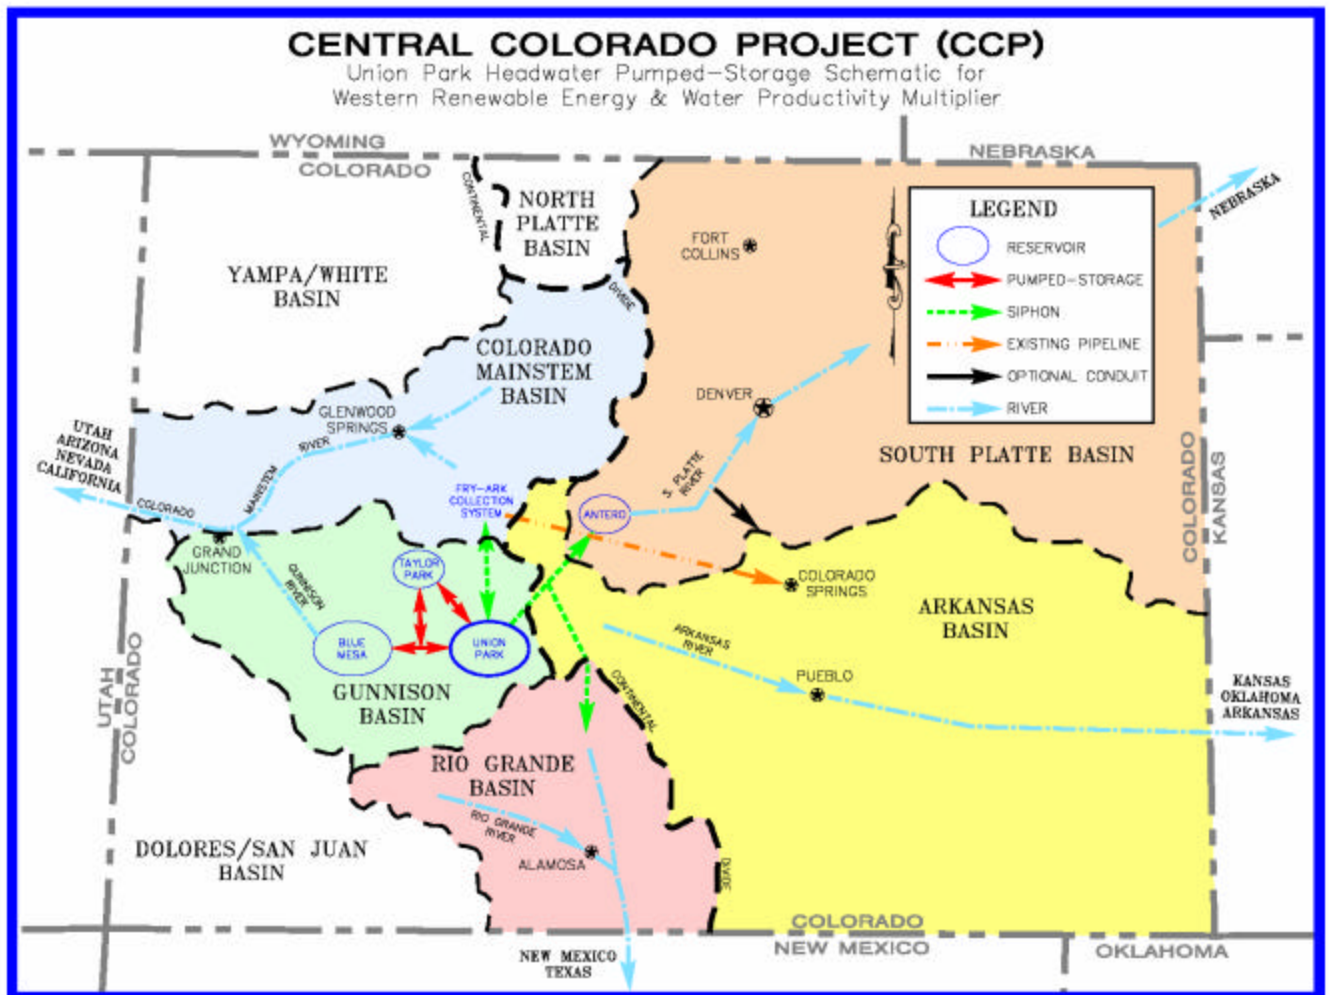 CENTRAL COLORADO PROJECT (CCP)
Union Park Headwater Pumped-Storage Schematic for
Western Renewable Energy & Water Productivity Multiplier
WYOMING
COLORADO
NEBRASKA
NEBRASKA
CONTINENTAL
DIVIDE
NORTH
PLATTE
BASIN
YAMPA/WHITE
BASIN
FORT
COLLINS
LEGEND
RESERVOIR
PUMPED-STORAGE
SIPHON
EXISTING PIPELINE
OPTIONAL CONDUIT
RIVER
COLORADO
MAINSTEM
BASIN
GLENWOOD
SPRINGS
DENVER
UTAH
ARIZONA
NEVADA
CALIFORNIA
COLORADO
MAINSTEM
RIVER
FRY-ARK
COLLECTION
SYSTEM
ANTERO
S. PLATTE
RIVER
SOUTH PLATTE BASIN
COLORADO
KANSAS
GRAND
JUNCTION
GUNNISON
RIVER
TAYLOR
PARK
BLUE
MESA
UNION
PARK
GUNNISON
BASIN
COLORADO
SPRINGS
ARKANSAS
BASIN
ARKANSAS
RIVER
PUEBLO
KANSAS
OKLAHOMA
ARKANSAS
UTAH
COLORADO
CONTINENTAL
DIVIDE
RIO GRANDE
BASIN
RIO GRANDE
RIVER
ALAMOSA
DOLORES/SAN JUAN
BASIN
COLORADO
NEW MEXICO
OKLAHOMA
NEW MEXICO
TEXAS